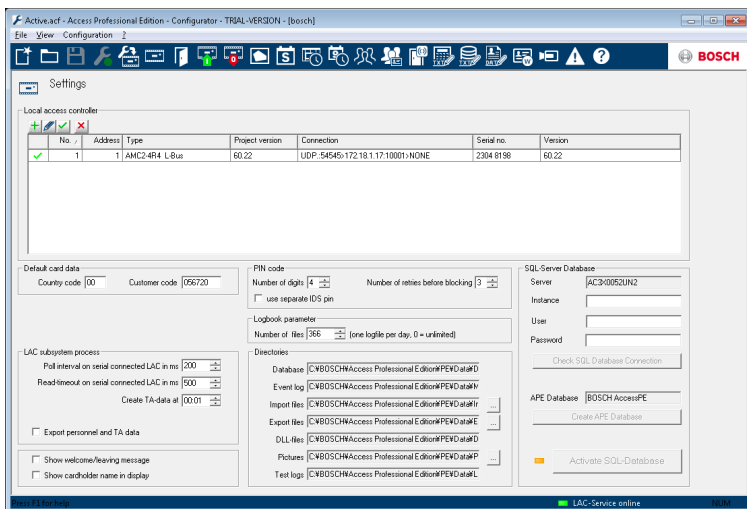 Active.acf - Access Professional Edition - Configurator - TRIAL-VERSION - [bosch]
File View Configuration ?
BOSCH
Settings
Local access controller
No. / Address Type Project version Connection Serial no. Version
1 1 AMC2-4R4 L-Bus 60.22 UDP::54545>172.18.1.17:10001>NONE 2304 8198 60.22
Default card data
Country code 00 Customer code 056720
PIN code
Number of digits 4 Number of retries before blocking 3
use separate IDS pin
Logbook parameter
Number of files 366 (one logfile per day, 0 = unlimited)
LAC subsystem process
Poll interval on serial connected LAC in ms 200
Read-timeout on serial connected LAC in ms 500
Create TA-data at 00:01
Export personnel and TA data
Show welcome/leaving message
Show cardholder name in display
Directories
Database C:¥BOSCH¥Access Professional Edition¥PE¥Data¥D
Event log C:¥BOSCH¥Access Professional Edition¥PE¥Data¥M
Import files C:¥BOSCH¥Access Professional Edition¥PE¥Data¥Ir ...
Export files C:¥BOSCH¥Access Professional Edition¥PE¥Data¥E ...
DLL-files C:¥BOSCH¥Access Professional Edition¥PE¥Data¥D
Pictures C:¥BOSCH¥Access Professional Edition¥PE¥Data¥P ...
Test logs C:¥BOSCH¥Access Professional Edition¥PE¥Data¥L
SQL-Server Database
Server AC3X0052UN2
Instance
User
Password
Check SQL Database Connection
APE Database BOSCH AccessPE
Create APE Database
Activate SQL-Database
Press F1 for help LAC-Service online NUM